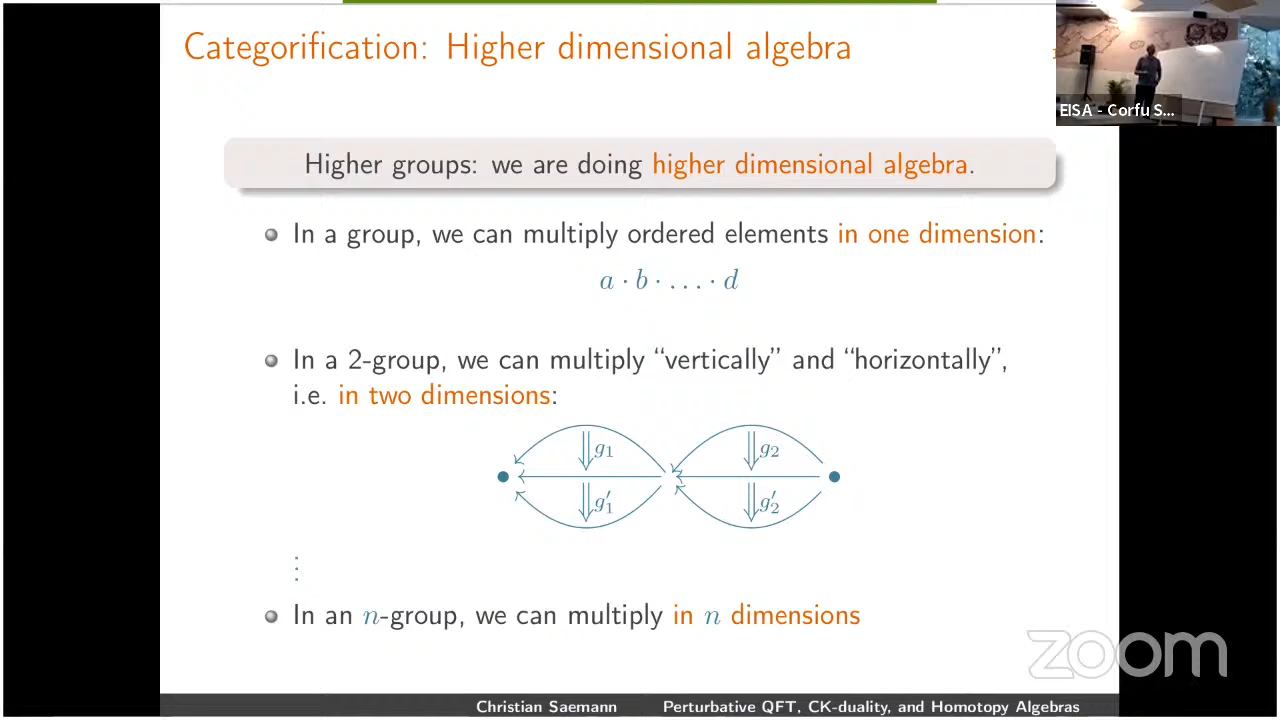 Categorification: Higher dimensional algebra
EISA - Corfu S...
Higher groups: we are doing higher dimensional algebra.
In a group, we can multiply ordered elements in one dimension:
a · b · … · d
In a 2-group, we can multiply “vertically” and “horizontally”,
i.e. in two dimensions:
g₁ g₂
g₁′ g₂′
⋮
In an n-group, we can multiply in n dimensions
zoom
Christian Saemann Perturbative QFT, CK-duality, and Homotopy Algebras